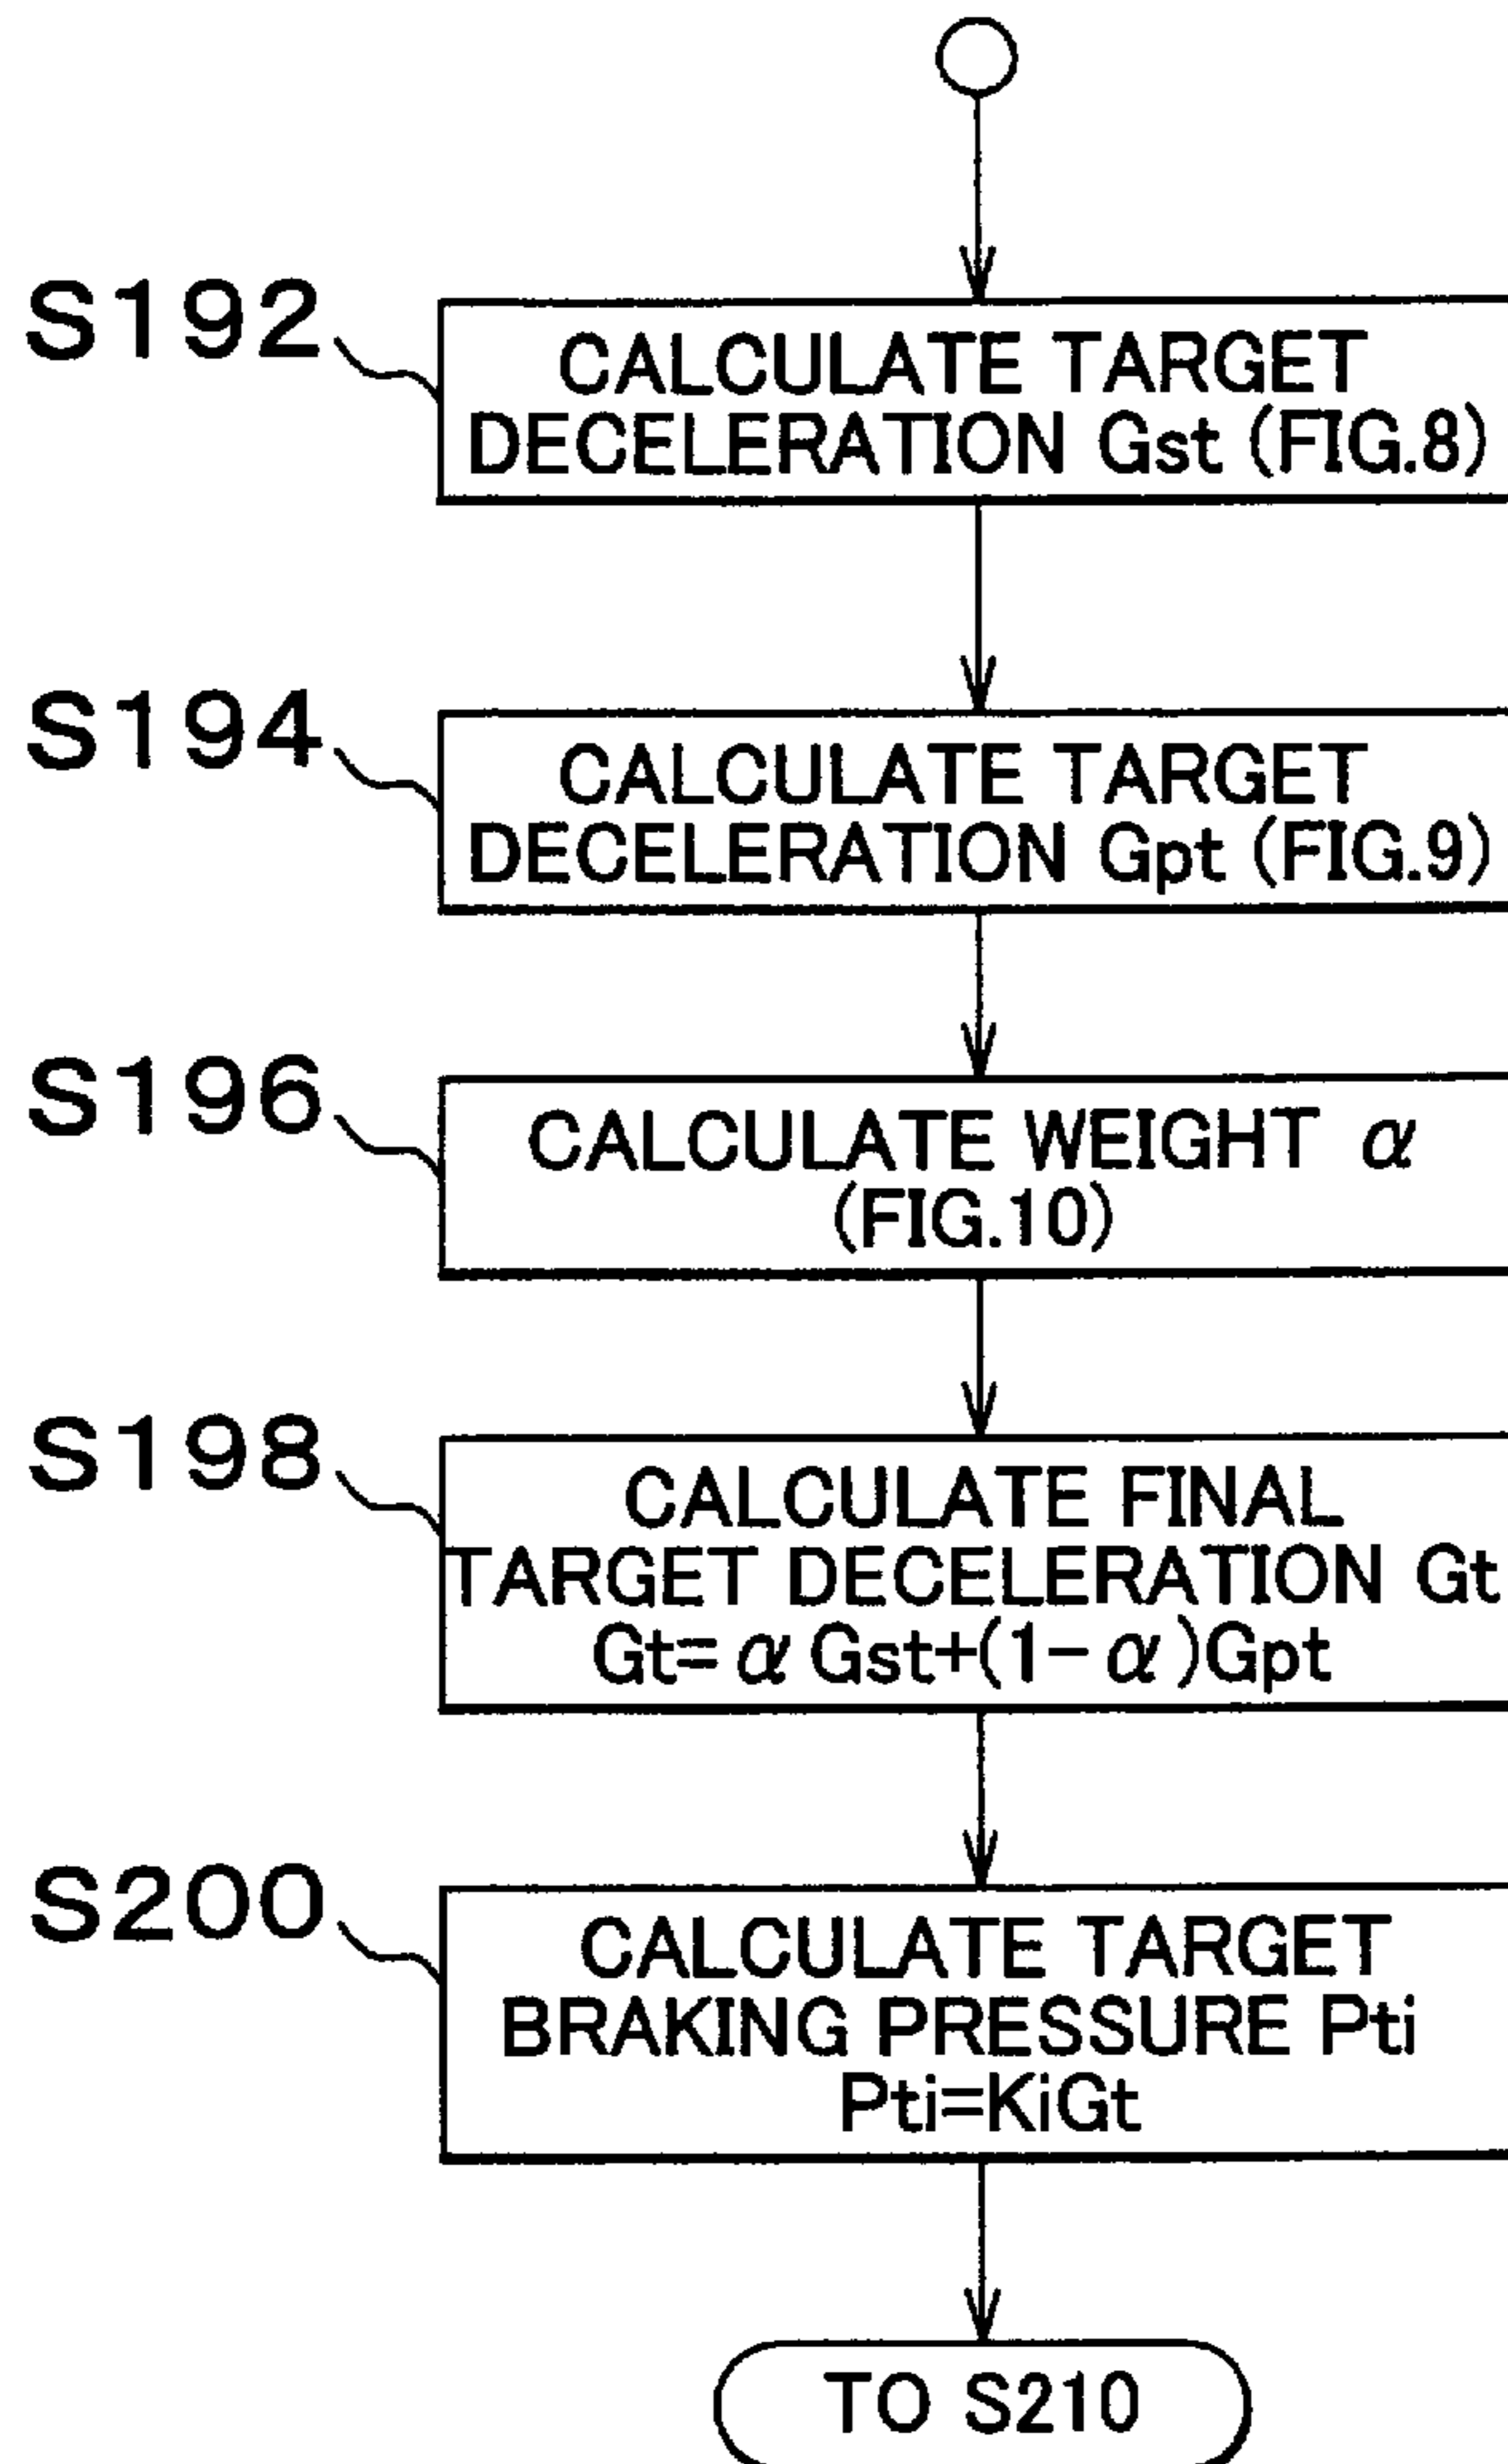 S192
CALCULATE TARGET
DECELERATION Gst (FIG.8)
S194
CALCULATE TARGET
DECELERATION Gpt (FIG.9)
S196
CALCULATE WEIGHT α
(FIG.10)
S198
CALCULATE FINAL
TARGET DECELERATION Gt
Gt= α Gst+(1- α )Gpt
S200
CALCULATE TARGET
BRAKING PRESSURE Pti
Pti=KiGt
TO S210